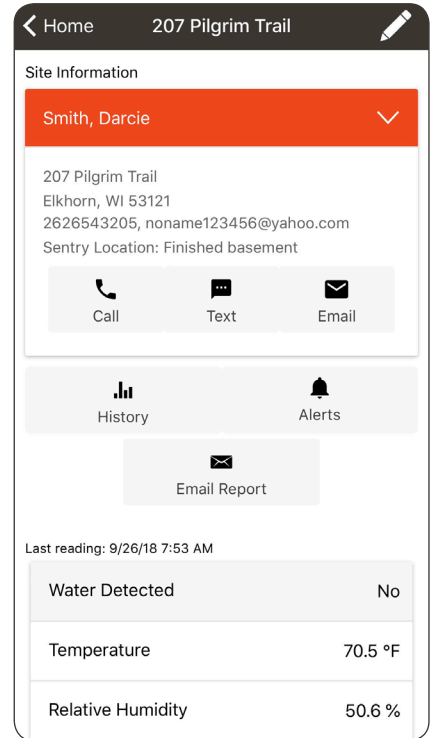 Home 207 Pilgrim Trail
Site Information
Smith, Darcie
207 Pilgrim Trail
Elkhorn, WI 53121
2626543205, noname123456@yahoo.com
Sentry Location: Finished basement
Call Text Email
History Alerts
Email Report
Last reading: 9/26/18 7:53 AM
Water Detected No
Temperature 70.5 °F
Relative Humidity 50.6 %